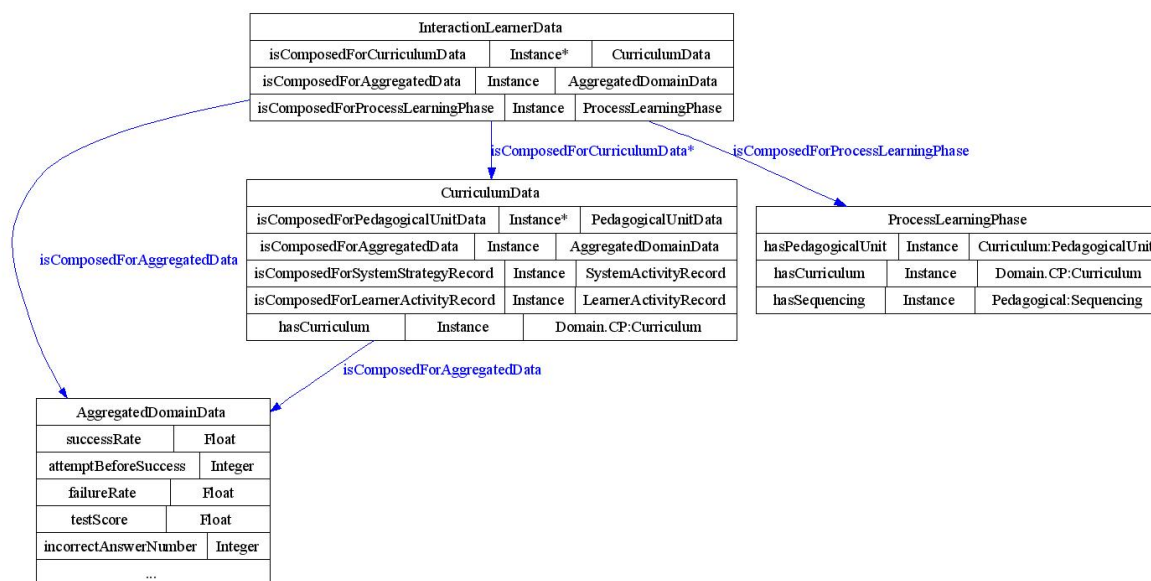 InteractionLearnerData
isComposedForCurriculumData Instance* CurriculumData
isComposedForAggregatedData Instance AggregatedDomainData
isComposedForProcessLearningPhase Instance ProcessLearningPhase
isComposedForCurriculumData*
isComposedForProcessLearningPhase
CurriculumData
isComposedForPedagogicalUnitData Instance* PedagogicalUnitData
isComposedForAggregatedData Instance AggregatedDomainData
isComposedForSystemStrategyRecord Instance SystemActivityRecord
isComposedForLearnerActivityRecord Instance LearnerActivityRecord
hasCurriculum Instance Domain.CP:Curriculum
ProcessLearningPhase
hasPedagogicalUnit Instance Curriculum:PedagogicalUnit
hasCurriculum Instance Domain.CP:Curriculum
hasSequencing Instance Pedagogical:Sequencing
isComposedForAggregatedData
isComposedForAggregatedData
AggregatedDomainData
successRate Float
attemptBeforeSuccess Integer
failureRate Float
testScore Float
incorrectAnswerNumber Integer
...